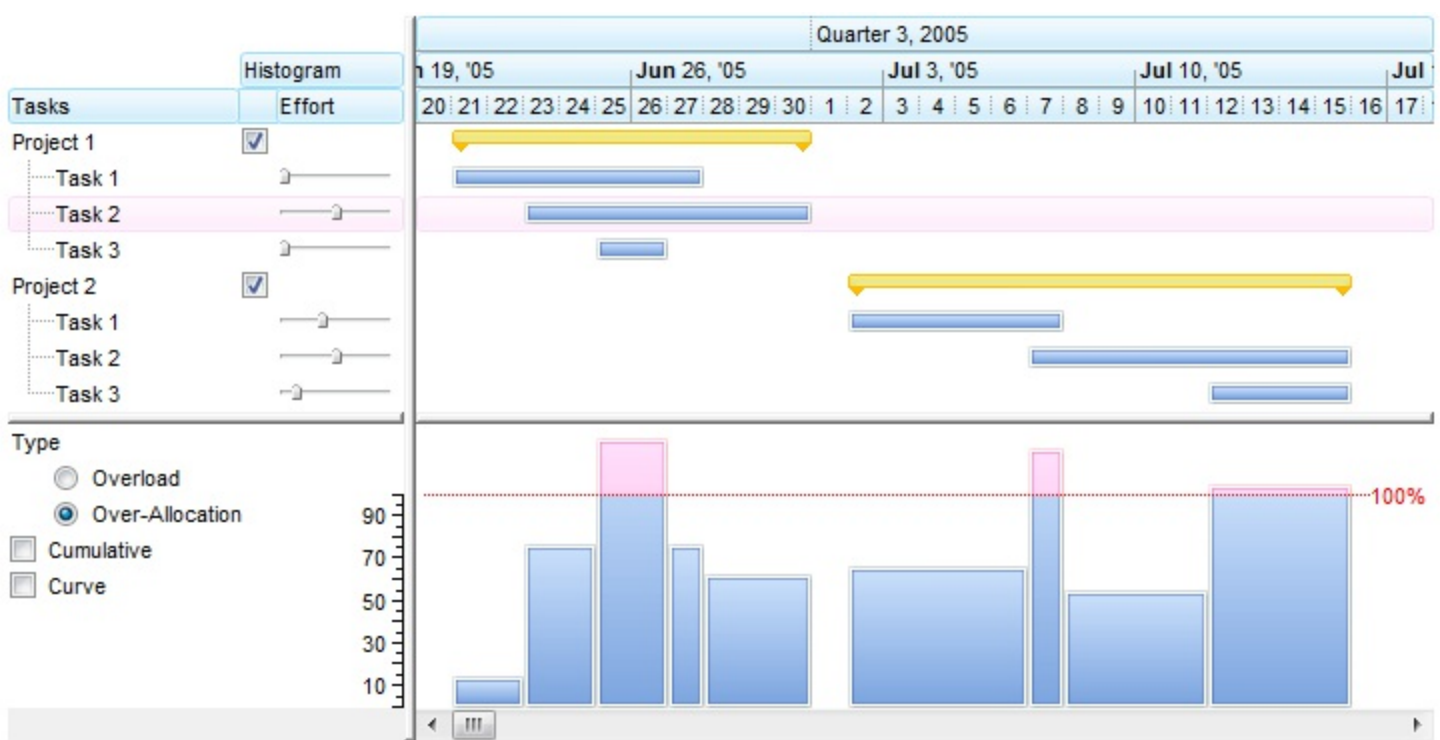 Quarter 3, 2005
Histogram
19, '05 Jun 26, '05 Jul 3, '05 Jul 10, '05 Jul
Tasks Effort 20 21 22 23 24 25 26 27 28 29 30 1 2 3 4 5 6 7 8 9 10 11 12 13 14 15 16 17
Project 1
Task 1
Task 2
Task 3
Project 2
Task 1
Task 2
Task 3
Type
Overload
Over-Allocation
Cumulative
Curve
90
70
50
30
10
100%